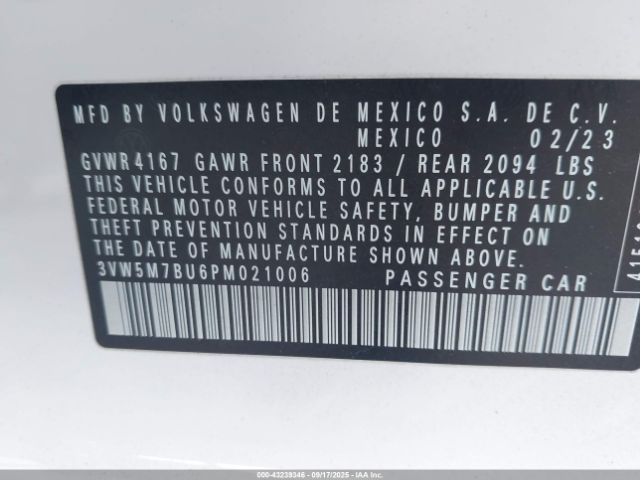 MFD BY VOLKSWAGEN DE MEXICO S.A. DE C.V.
MEXICO 02/23
GVWR 4167 GAWR FRONT 2183 / REAR 2094 LBS
THIS VEHICLE CONFORMS TO ALL APPLICABLE U.S.
FEDERAL MOTOR VEHICLE SAFETY, BUMPER AND
THEFT PREVENTION STANDARDS IN EFFECT ON
THE DATE OF MANUFACTURE SHOWN ABOVE.
3VW5M7BU6PM021006 PASSENGER CAR
000-43239346 - 09/17/2025 - IAA Inc.